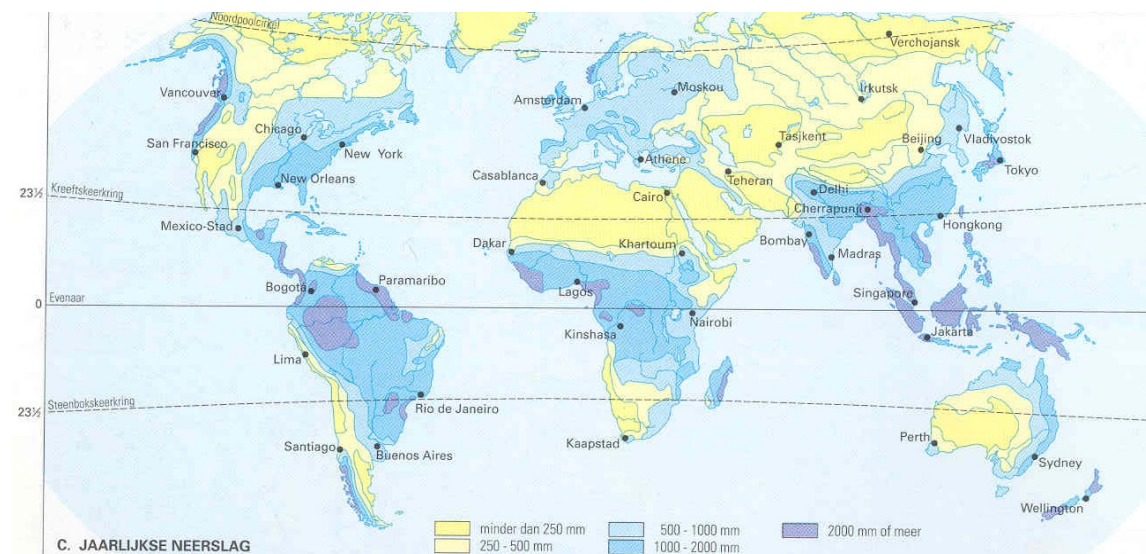 Noordpoolcirkel
Verchojansk
Vancouver
Amsterdam
Moskou
Irkutsk
Chicago
San Francisco
New York
Athene
Tasjkent
Beijing
Vladivostok
Tokyo
New Orleans
Casablanca
Cairo
Teheran
Delhi
23½
Kreeftskeerkring
Cherrapunji
Hongkong
Mexico-Stad
Dakar
Khartoum
Bombay
Madras
Bogotá
Paramaribo
Lagos
Singapore
0
Evenaar
Kinshasa
Nairobi
Jakarta
Lima
23½
Steenbokskeerkring
Rio de Janeiro
Santiago
Buenos Aires
Kaapstad
Perth
Sydney
Wellington
minder dan 250 mm
500 - 1000 mm
2000 mm of meer
250 - 500 mm
1000 - 2000 mm
C. JAARLIJKSE NEERSLAG